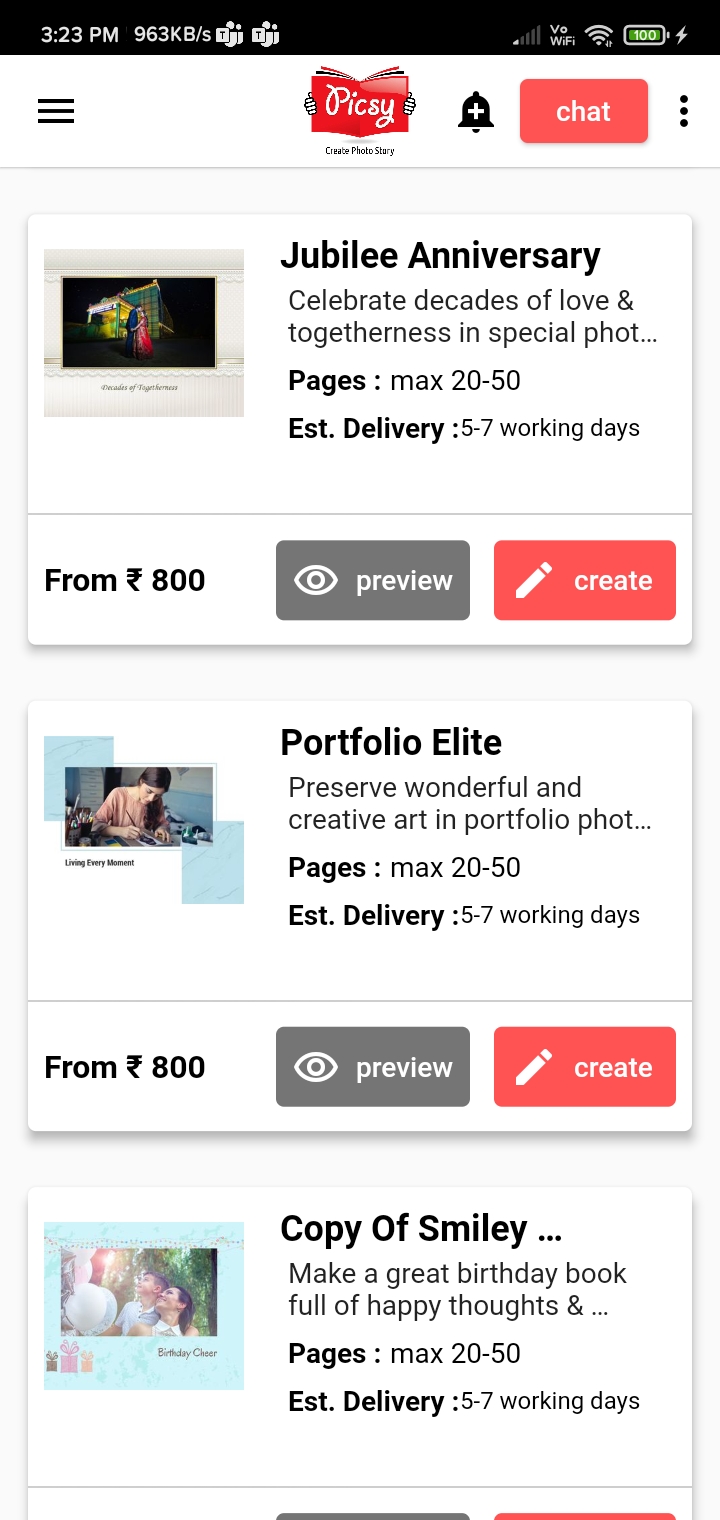 3:23 PM 963KB/s Vo WiFi 100
Picsy
Create Photo Story
chat
Jubilee Anniversary
Celebrate decades of love &
togetherness in special phot...
Decades of Togetherness
Pages : max 20-50
Est. Delivery :5-7 working days
From ₹ 800
preview
create
Portfolio Elite
Preserve wonderful and
creative art in portfolio phot...
Living Every Moment
Pages : max 20-50
Est. Delivery :5-7 working days
From ₹ 800
preview
create
Copy Of Smiley ...
Make a great birthday book
full of happy thoughts & ...
Birthday Cheer
Pages : max 20-50
Est. Delivery :5-7 working days